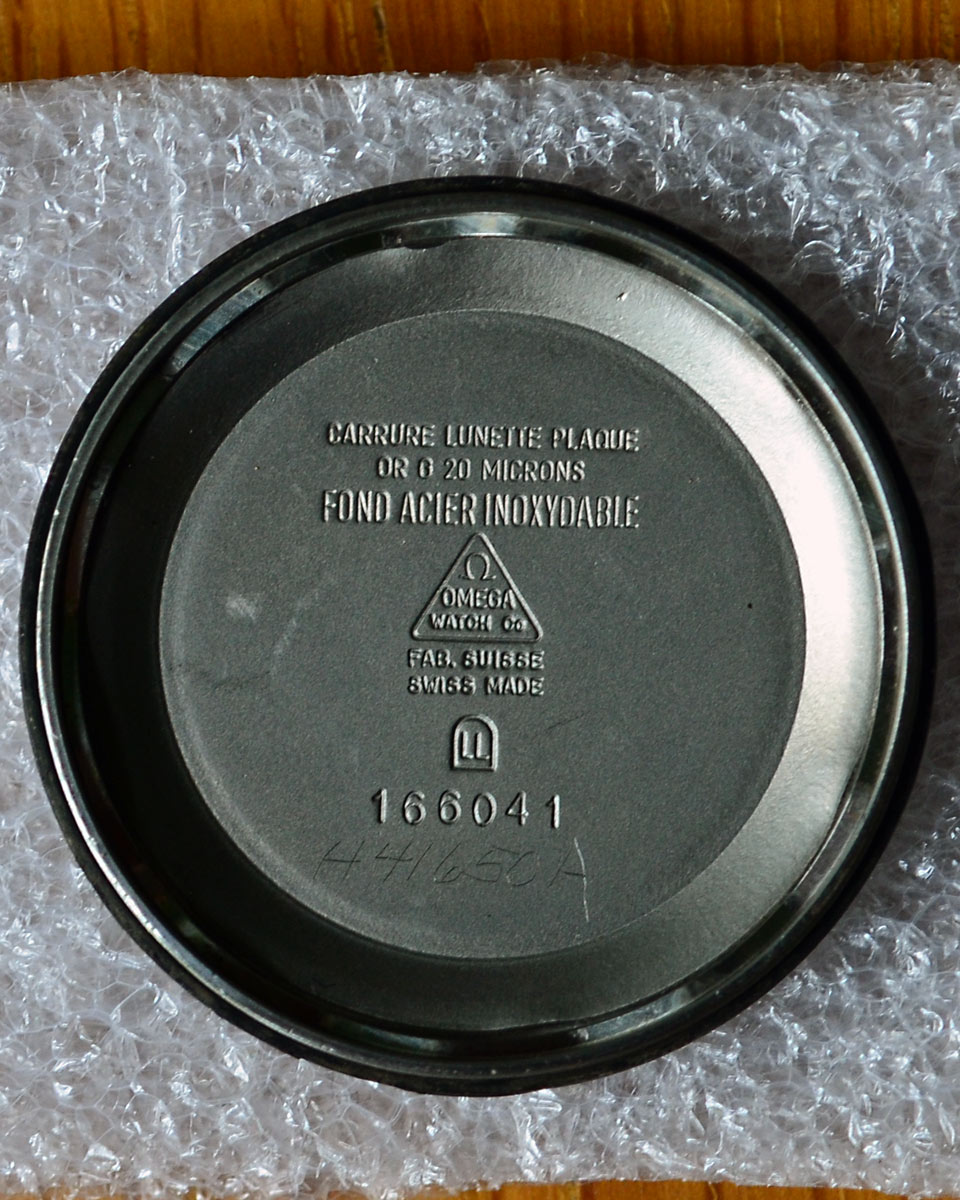 CARRURE LUNETTE PLAQUE
OR G 20 MICRONS
FOND ACIER INOXYDABLE
Ω
OMEGA
WATCH Co
FAB. SUISSE
SWISS MADE
166041